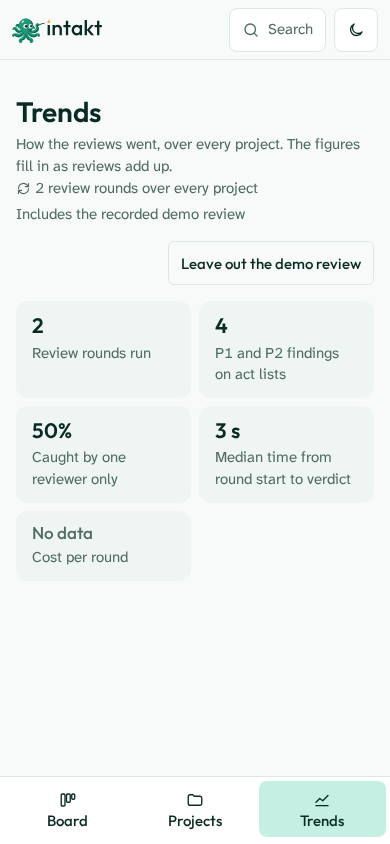 intakt
Search
Trends
How the reviews went, over every project. The figures
fill in as reviews add up.
2 review rounds over every project
Includes the recorded demo review
Leave out the demo review
2
Review rounds run
4
P1 and P2 findings
on act lists
50%
Caught by one
reviewer only
3 s
Median time from
round start to verdict
No data
Cost per round
Board
Projects
Trends